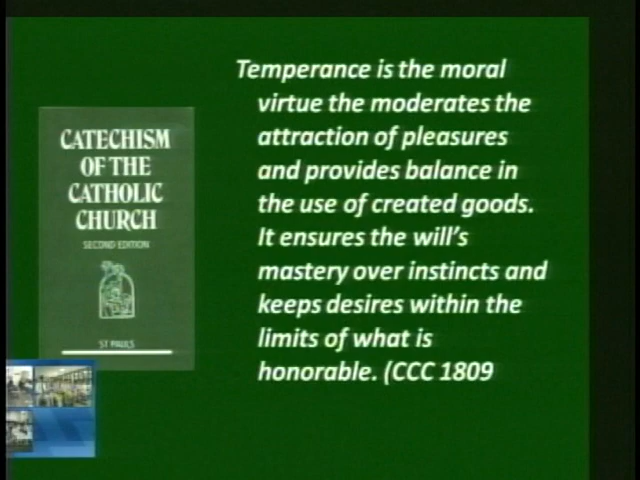 Temperance is the moral
virtue the moderates the
attraction of pleasures
and provides balance in
the use of created goods.
It ensures the will's
mastery over instincts and
keeps desires within the
limits of what is
honorable. (CCC 1809
CATECHISM
OF THE
CATHOLIC
CHURCH
SECOND EDITION
ST PAULS